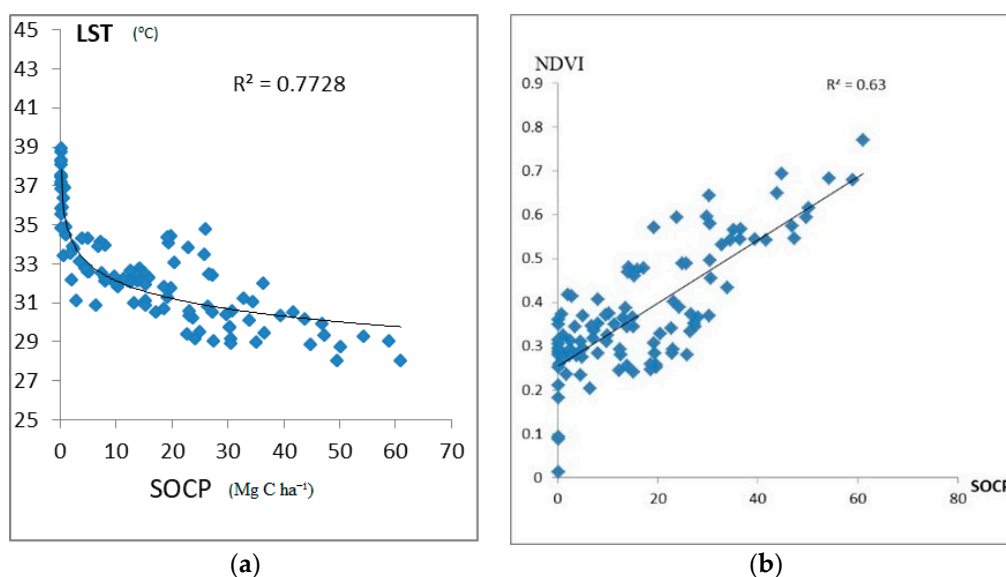 LST (°C)
R² = 0.7728
45
43
41
39
37
35
33
31
29
27
25
0 10 20 30 40 50 60 70
SOCP (Mg C ha⁻¹)
(a)
NDVI
R² = 0.63
0.9
0.8
0.7
0.6
0.5
0.4
0.3
0.2
0.1
0
0 20 40 60 80
SOCP
(b)